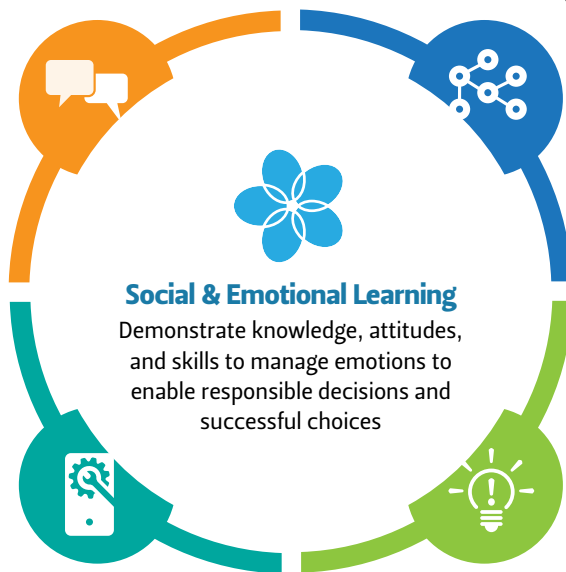 Social & Emotional Learning
Demonstrate knowledge, attitudes,
and skills to manage emotions to
enable responsible decisions and
successful choices